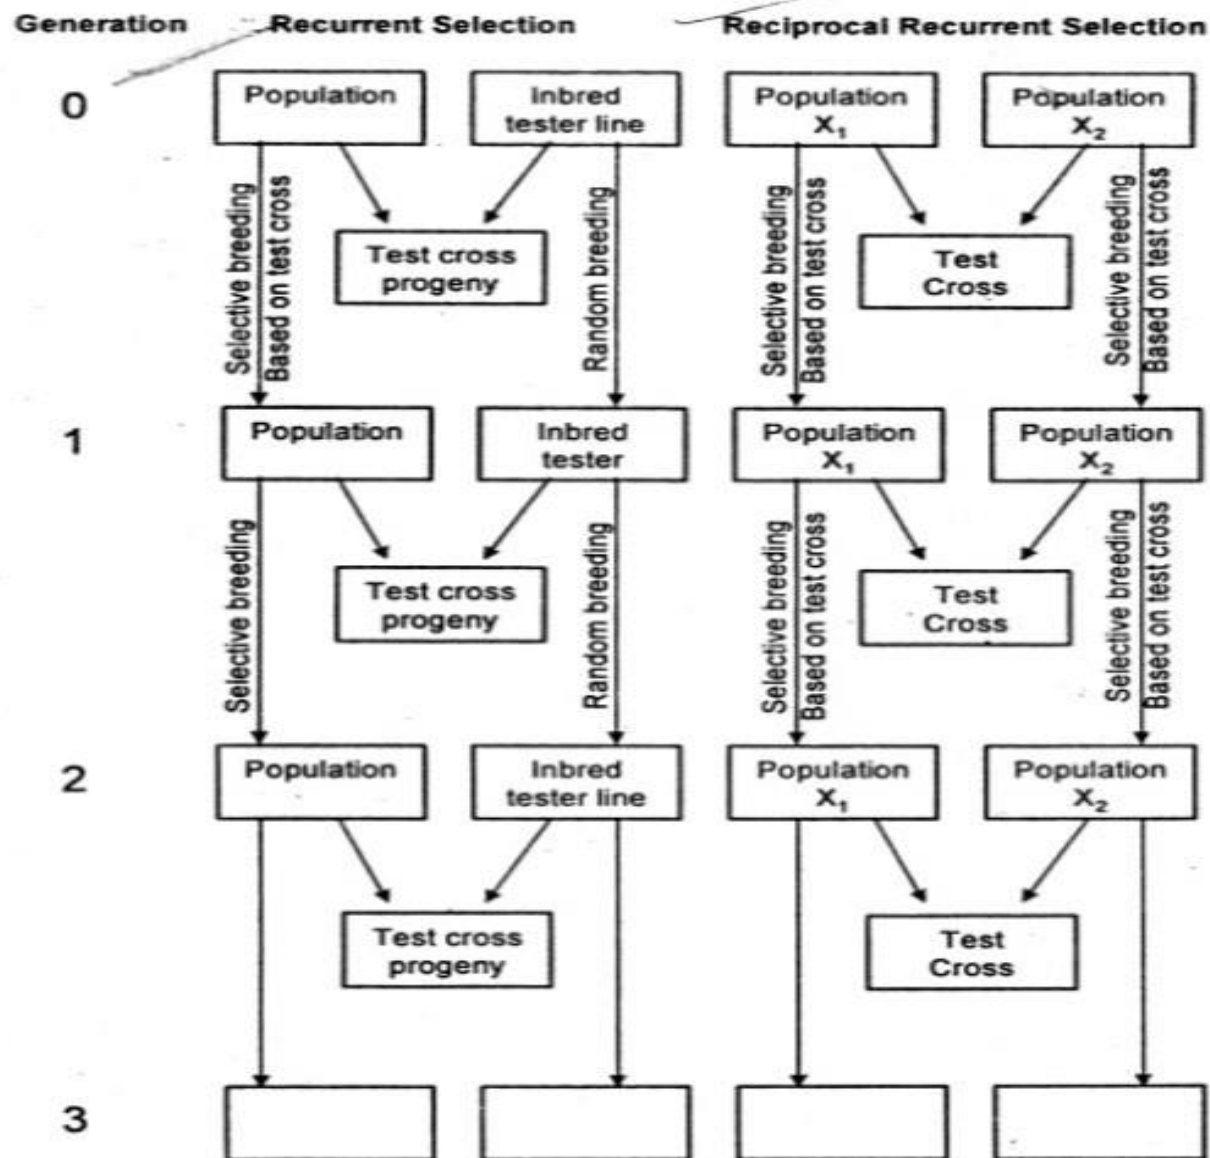 Generation Recurrent Selection Reciprocal Recurrent Selection
0
Population
Inbred
tester line
Population
X₁
Population
X₂
Selective breeding
Based on test cross
Test cross
progeny
Random breeding
Selective breeding
Based on test cross
Test
Cross
Selective breeding
Based on test cross
1
Population
Inbred
tester
Population
X₁
Population
X₂
Selective breeding
Test cross
progeny
Random breeding
Selective breeding
Based on test cross
Test
Cross
Selective breeding
Based on test cross
2
Population
Inbred
tester line
Population
X₁
Population
X₂
Test cross
progeny
Test
Cross
3